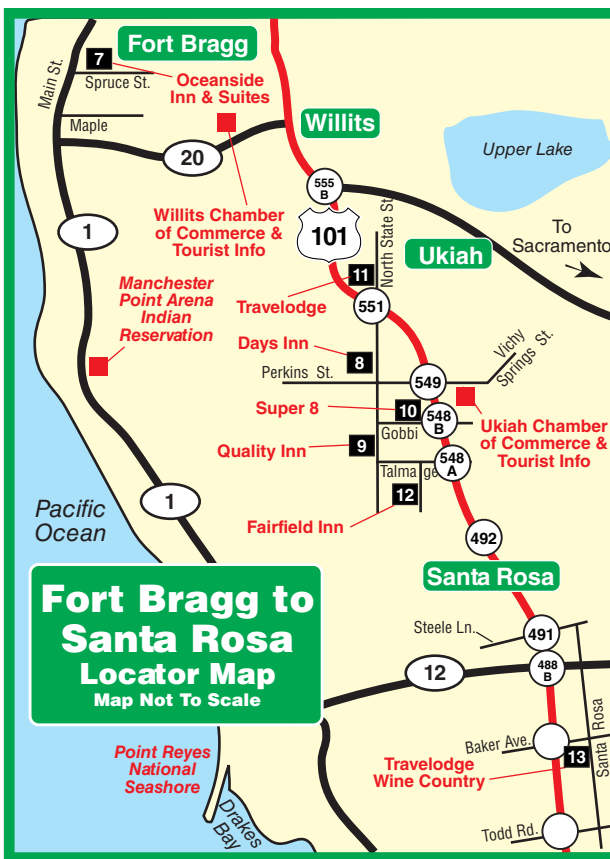 Fort Bragg
7
Main St.
Spruce St.
Oceanside
Inn & Suites
Maple
Willits
20
Upper Lake
555
B
Willits Chamber
of Commerce &
Tourist Info
1
101
North State St.
To
Sacramento
Ukiah
11
Manchester
Point Arena
Indian
Reservation
Travelodge
551
Days Inn
8
Vichy
Springs St.
Perkins St.
549
Super 8
10
548
B
Gobbi
Ukiah Chamber
of Commerce &
Tourist Info
Quality Inn
9
548
A
Talmage
12
1
Pacific
Ocean
Fairfield Inn
492
Santa Rosa
Fort Bragg to
Santa Rosa
Locator Map
Map Not To Scale
Steele Ln.
491
12
488
B
Santa Rosa
Baker Ave.
Point Reyes
National
Seashore
Travelodge
Wine Country
13
Drakes
Bay
Todd Rd.